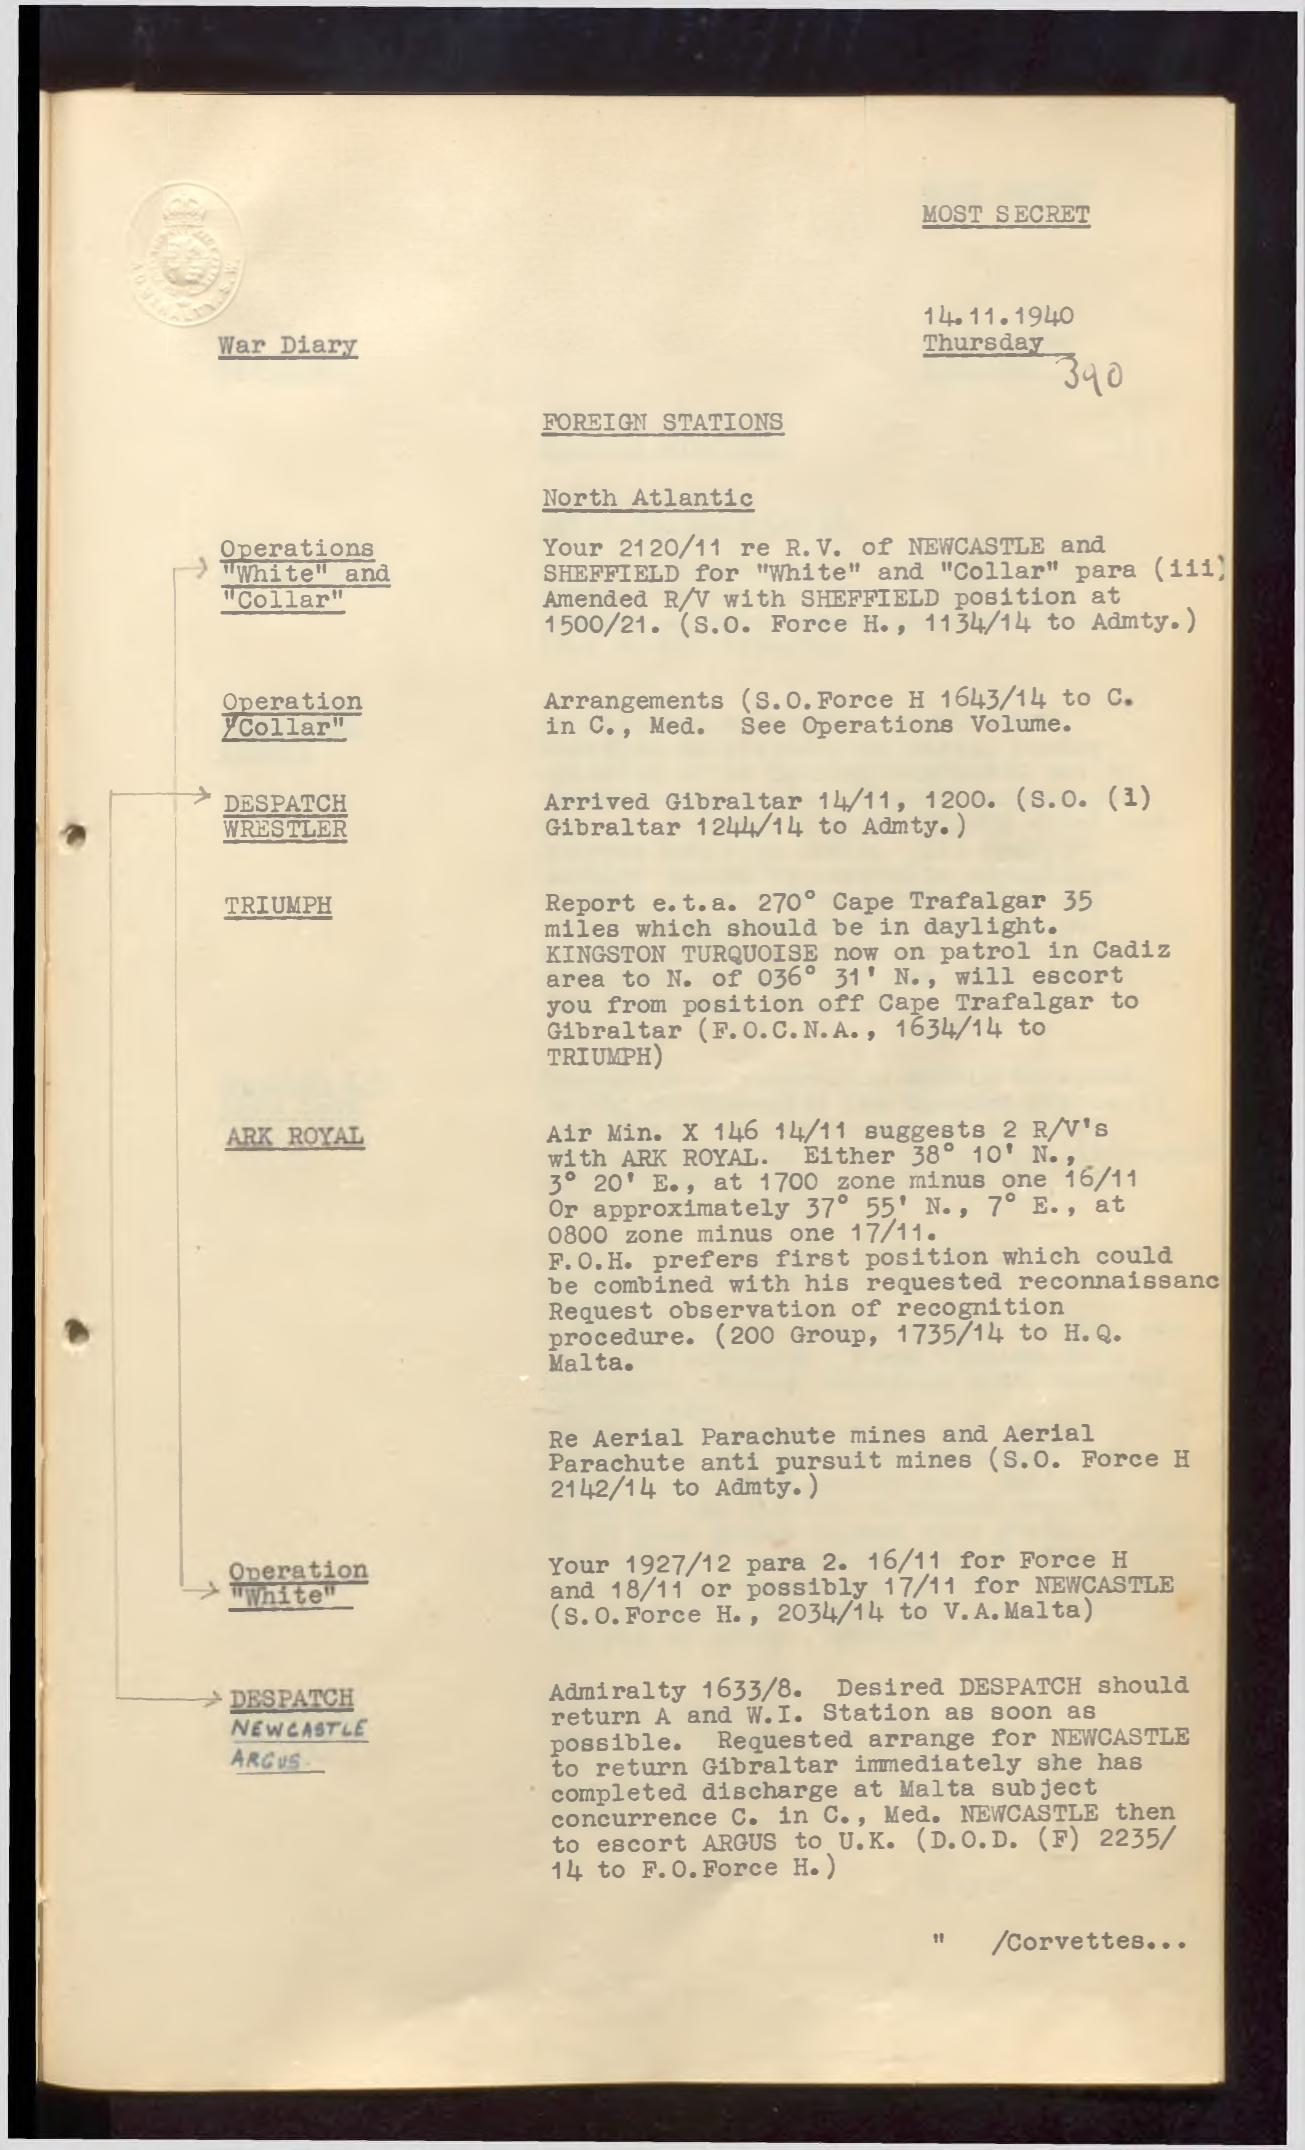 MOST SECRET
14.11.1940
War Diary
Thursday
390
FOREIGN STATIONS
North Atlantic
Operations
"White" and
"Collar"
Your 2120/11 re R.V. of NEWCASTLE and
SHEFFIELD for "White" and "Collar" para (iii)
Amended R/V with SHEFFIELD position at
1500/21. (S.O. Force H., 1134/14 to Admty.)
Operation
"Collar"
Arrangements (S.O.Force H 1643/14 to C.
in C., Med. See Operations Volume.
DESPATCH
WRESTLER
Arrived Gibraltar 14/11, 1200. (S.O. (1)
Gibraltar 1244/14 to Admty.)
TRIUMPH
Report e.t.a. 270° Cape Trafalgar 35
miles which should be in daylight.
KINGSTON TURQUOISE now on patrol in Cadiz
area to N. of 036° 31' N., will escort
you from position off Cape Trafalgar to
Gibraltar (F.O.C.N.A., 1634/14 to
TRIUMPH)
ARK ROYAL
Air Min. X 146 14/11 suggests 2 R/V's
with ARK ROYAL. Either 38° 10' N.,
3° 20' E., at 1700 zone minus one 16/11
Or approximately 37° 55' N., 7° E., at
0800 zone minus one 17/11.
F.O.H. prefers first position which could
be combined with his requested reconnaissanc
Request observation of recognition
procedure. (200 Group, 1735/14 to H.Q.
Malta.
Re Aerial Parachute mines and Aerial
Parachute anti pursuit mines (S.O. Force H
2142/14 to Admty.)
Operation
"White"
Your 1927/12 para 2. 16/11 for Force H
and 18/11 or possibly 17/11 for NEWCASTLE
(S.O.Force H., 2034/14 to V.A.Malta)
DESPATCH
NEWCASTLE
ARGUS.
Admiralty 1633/8. Desired DESPATCH should
return A and W.I. Station as soon as
possible. Requested arrange for NEWCASTLE
to return Gibraltar immediately she has
completed discharge at Malta subject
concurrence C. in C., Med. NEWCASTLE then
to escort ARGUS to U.K. (D.O.D. (F) 2235/
14 to F.O.Force H.)
" /Corvettes...